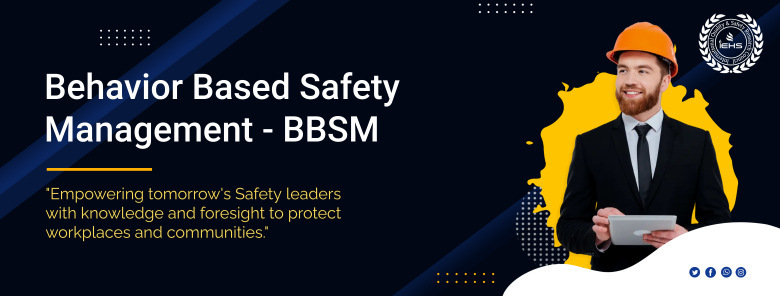 Behavior Based Safety
Management - BBSM
"Empowering tomorrow's Safety leaders
with knowledge and foresight to protect
workplaces and communities."
IEHS